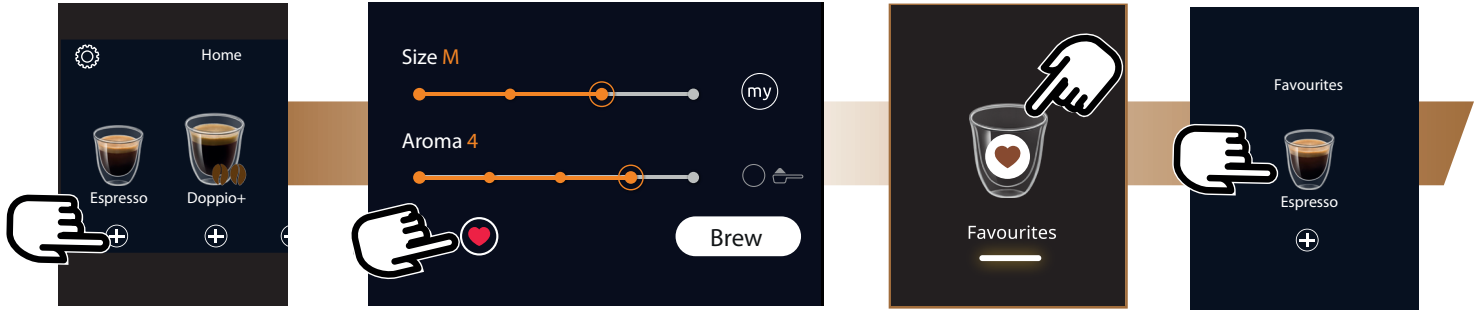 Home
Espresso
Doppio+
Size M
my
Aroma 4
Brew
Favourites
Favourites
Espresso